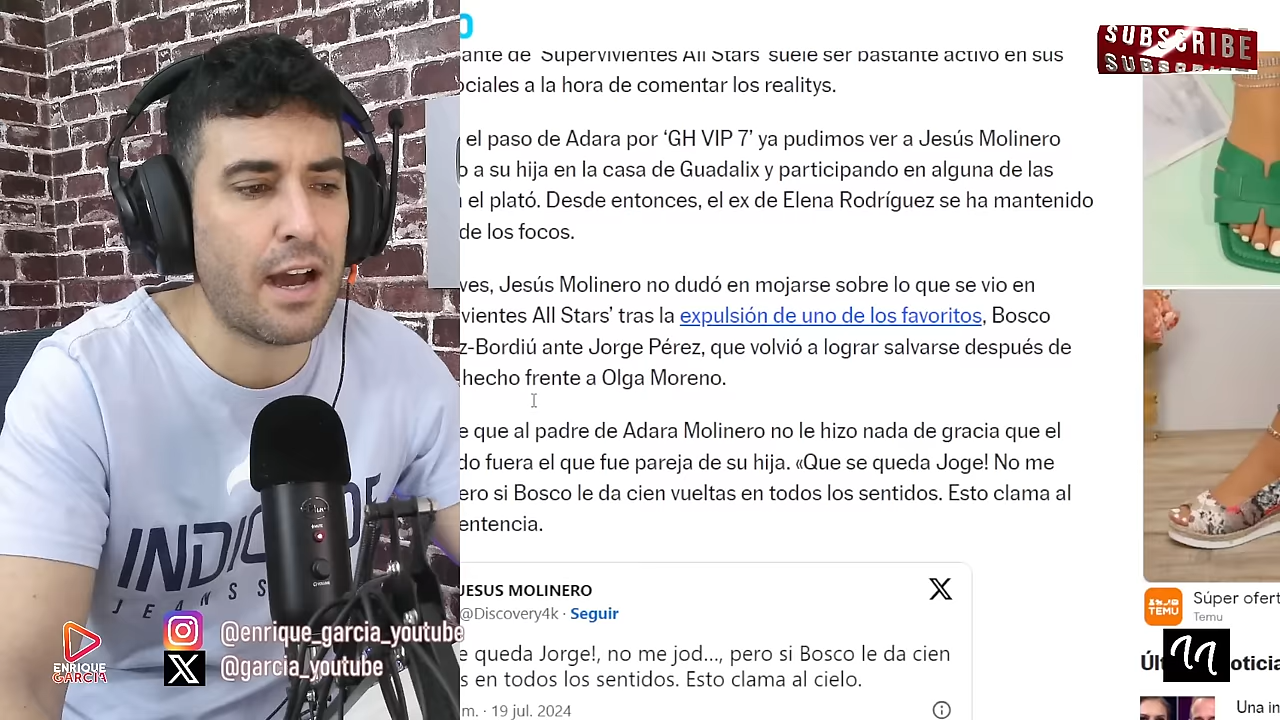 SUBSCRIBE
ante de 'Supervivientes All Stars' suele ser bastante activo en sus
ociales a la hora de comentar los realitys.
el paso de Adara por ‘GH VIP 7’ ya pudimos ver a Jesús Molinero
o a su hija en la casa de Guadalix y participando en alguna de las
el plató. Desde entonces, el ex de Elena Rodríguez se ha mantenido
de los focos.
ves, Jesús Molinero no dudó en mojarse sobre lo que se vio en
vientes All Stars’ tras la expulsión de uno de los favoritos, Bosco
z-Bordiú ante Jorge Pérez, que volvió a lograr salvarse después de
hecho frente a Olga Moreno.
e que al padre de Adara Molinero no le hizo nada de gracia que el
do fuera el que fue pareja de su hija. «Que se queda Joge! No me
ero si Bosco le da cien vueltas en todos los sentidos. Esto clama al
entencia.
JESUS MOLINERO
@Discovery4k · Seguir
e queda Jorge!, no me jod..., pero si Bosco le da cien
s en todos los sentidos. Esto clama al cielo.
m. · 19 jul. 2024
TEMU
Súper ofert
Temu
oticia
Una in
INDI
JEANS
ENRIQUE
GARCIA
@enrique_garcia_youtube
@garcia_youtube